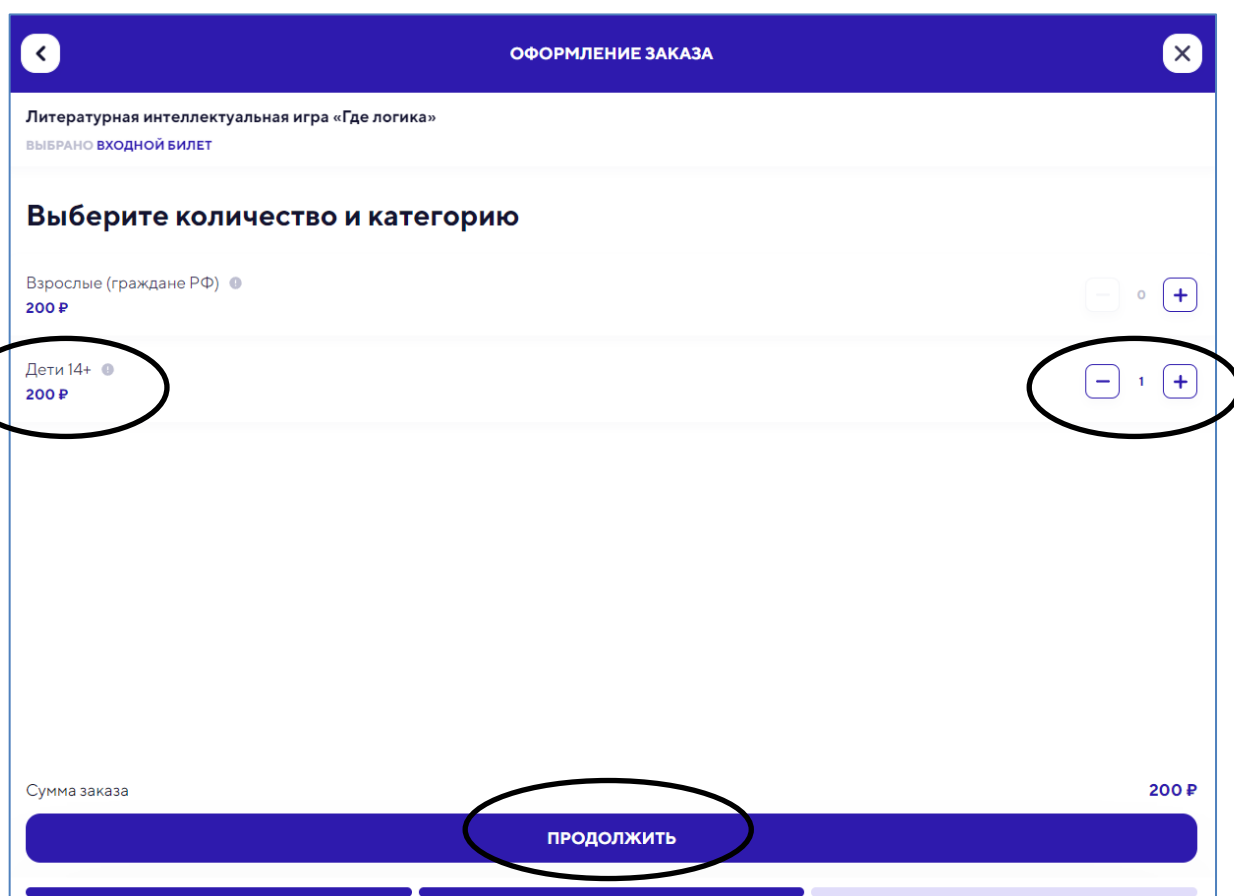 ОФОРМЛЕНИЕ ЗАКАЗА
Литературная интеллектуальная игра «Где логика»
ВЫБРАНО ВХОДНОЙ БИЛЕТ
Выберите количество и категорию
Взрослые (граждане РФ)
200 ₽
0
Дети 14+
200 ₽
1
Сумма заказа 200 ₽
ПРОДОЛЖИТЬ